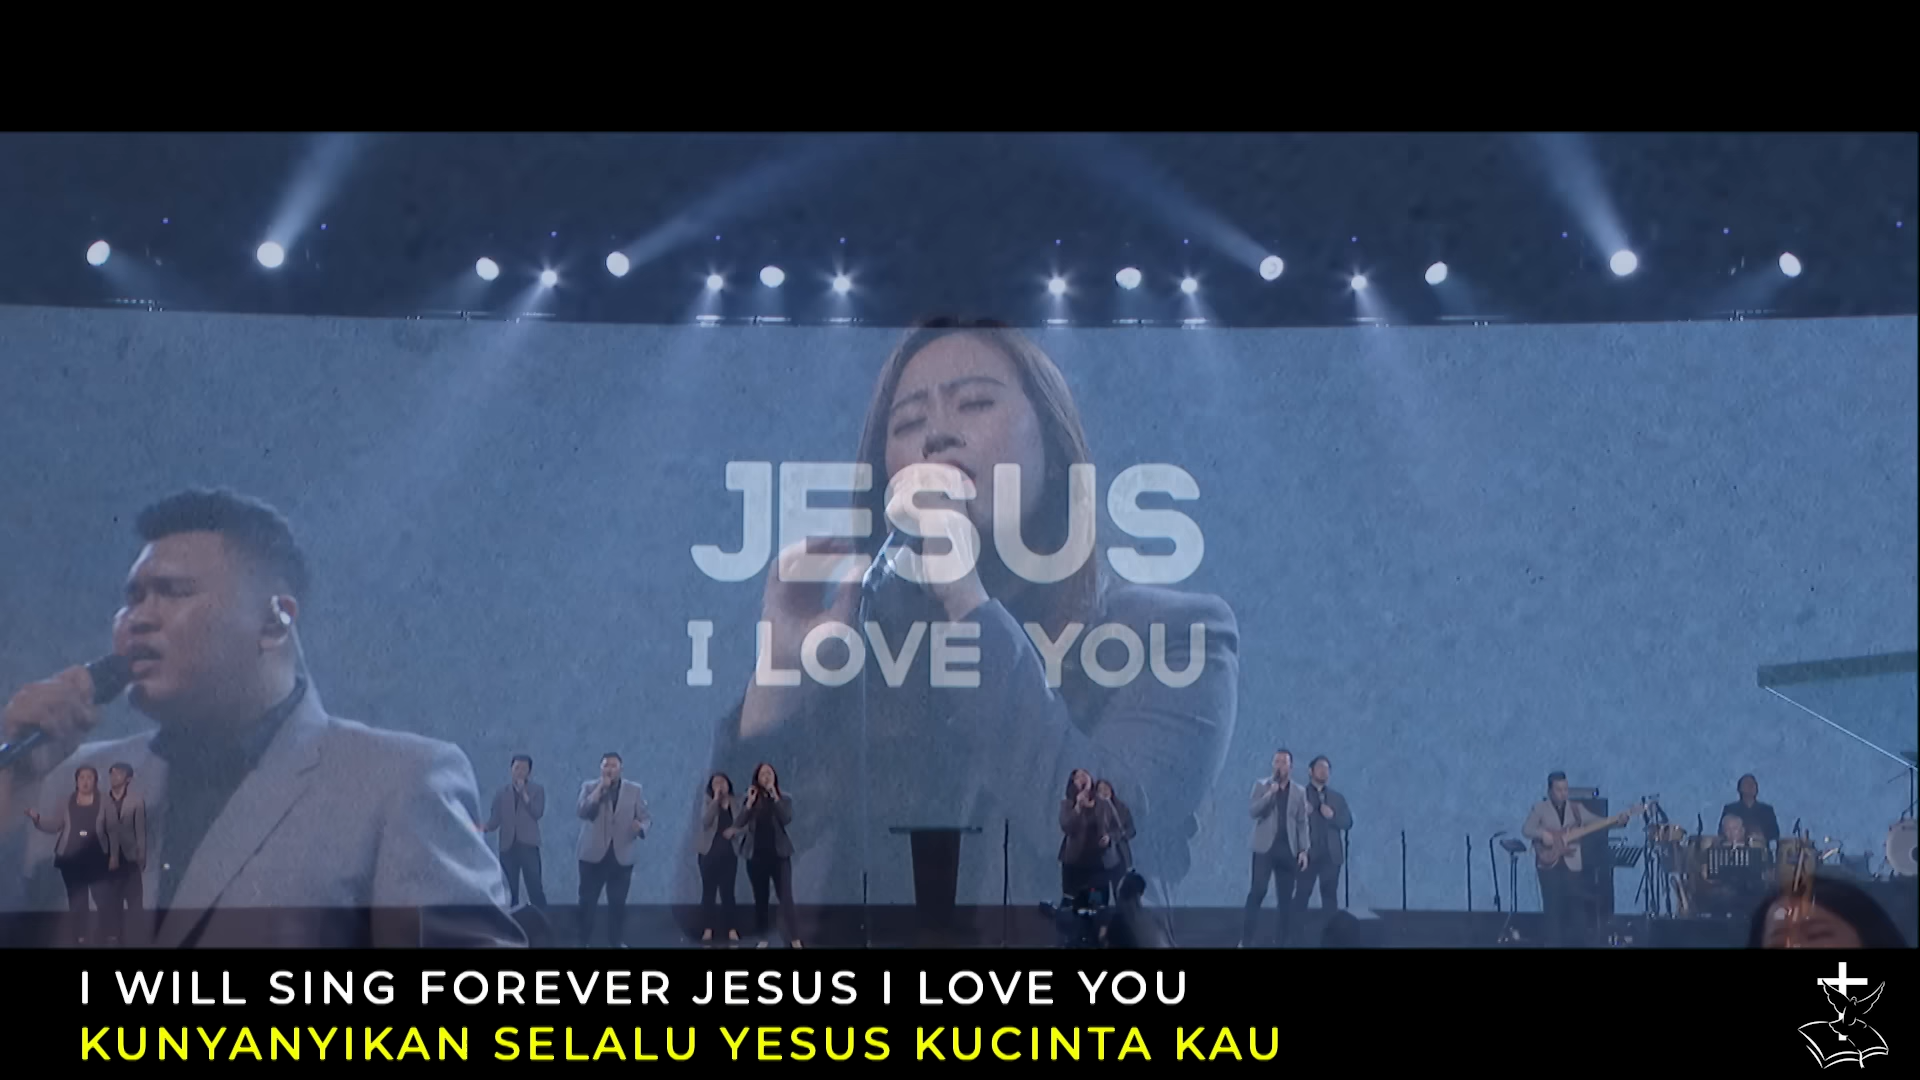 JESUS
I LOVE YOU
I WILL SING FOREVER JESUS I LOVE YOU
KUNYANYIKAN SELALU YESUS KUCINTA KAU